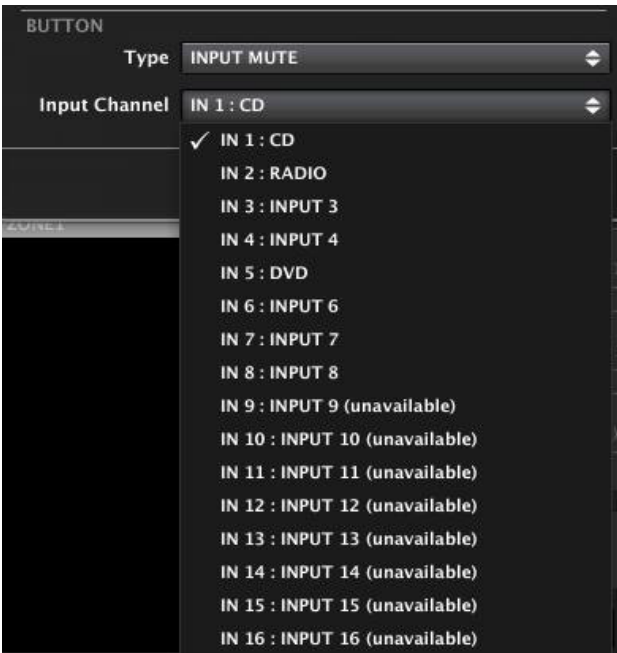 BUTTON
Type INPUT MUTE
Input Channel IN 1 : CD
✓ IN 1 : CD
IN 2 : RADIO
IN 3 : INPUT 3
ZONE1
IN 4 : INPUT 4
IN 5 : DVD
IN 6 : INPUT 6
IN 7 : INPUT 7
IN 8 : INPUT 8
IN 9 : INPUT 9 (unavailable)
IN 10 : INPUT 10 (unavailable)
IN 11 : INPUT 11 (unavailable)
IN 12 : INPUT 12 (unavailable)
IN 13 : INPUT 13 (unavailable)
IN 14 : INPUT 14 (unavailable)
IN 15 : INPUT 15 (unavailable)
IN 16 : INPUT 16 (unavailable)